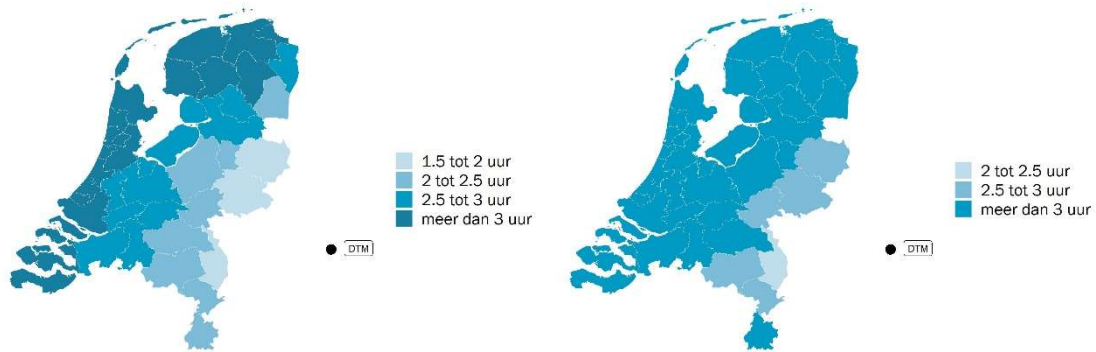 1.5 tot 2 uur
2 tot 2.5 uur
2.5 tot 3 uur
meer dan 3 uur
DTM
2 tot 2.5 uur
2.5 tot 3 uur
meer dan 3 uur
DTM